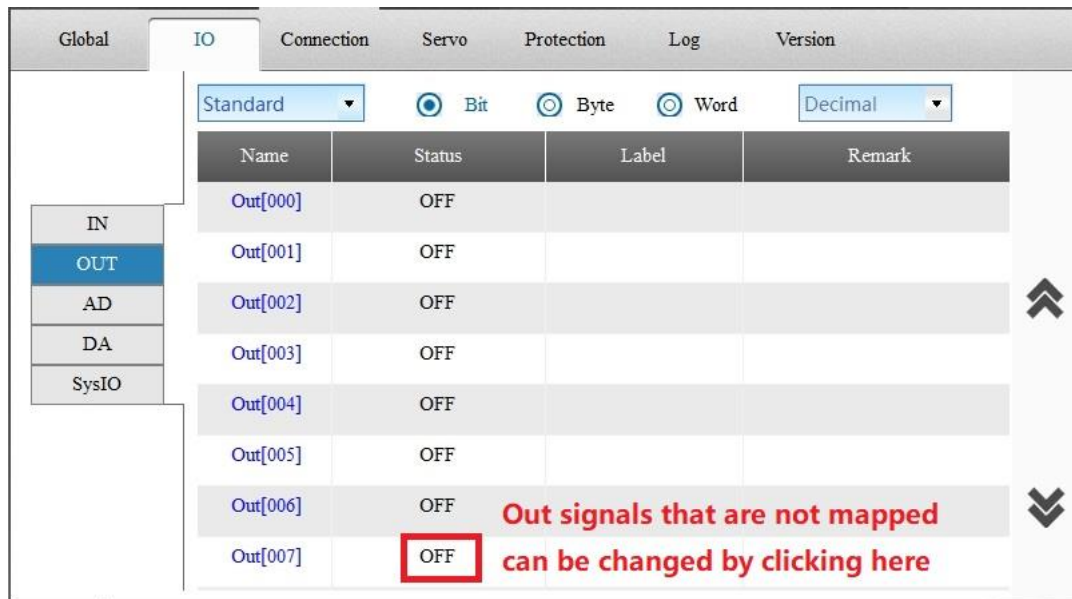 Global IO Connection Servo Protection Log Version
Standard Bit Byte Word Decimal
Name Status Label Remark
Out[000] OFF
IN
Out[001] OFF
OUT
Out[002] OFF
AD
Out[003] OFF
DA
SysIO
Out[004] OFF
Out[005] OFF
Out[006] OFF
Out signals that are not mapped
Out[007] OFF
can be changed by clicking here